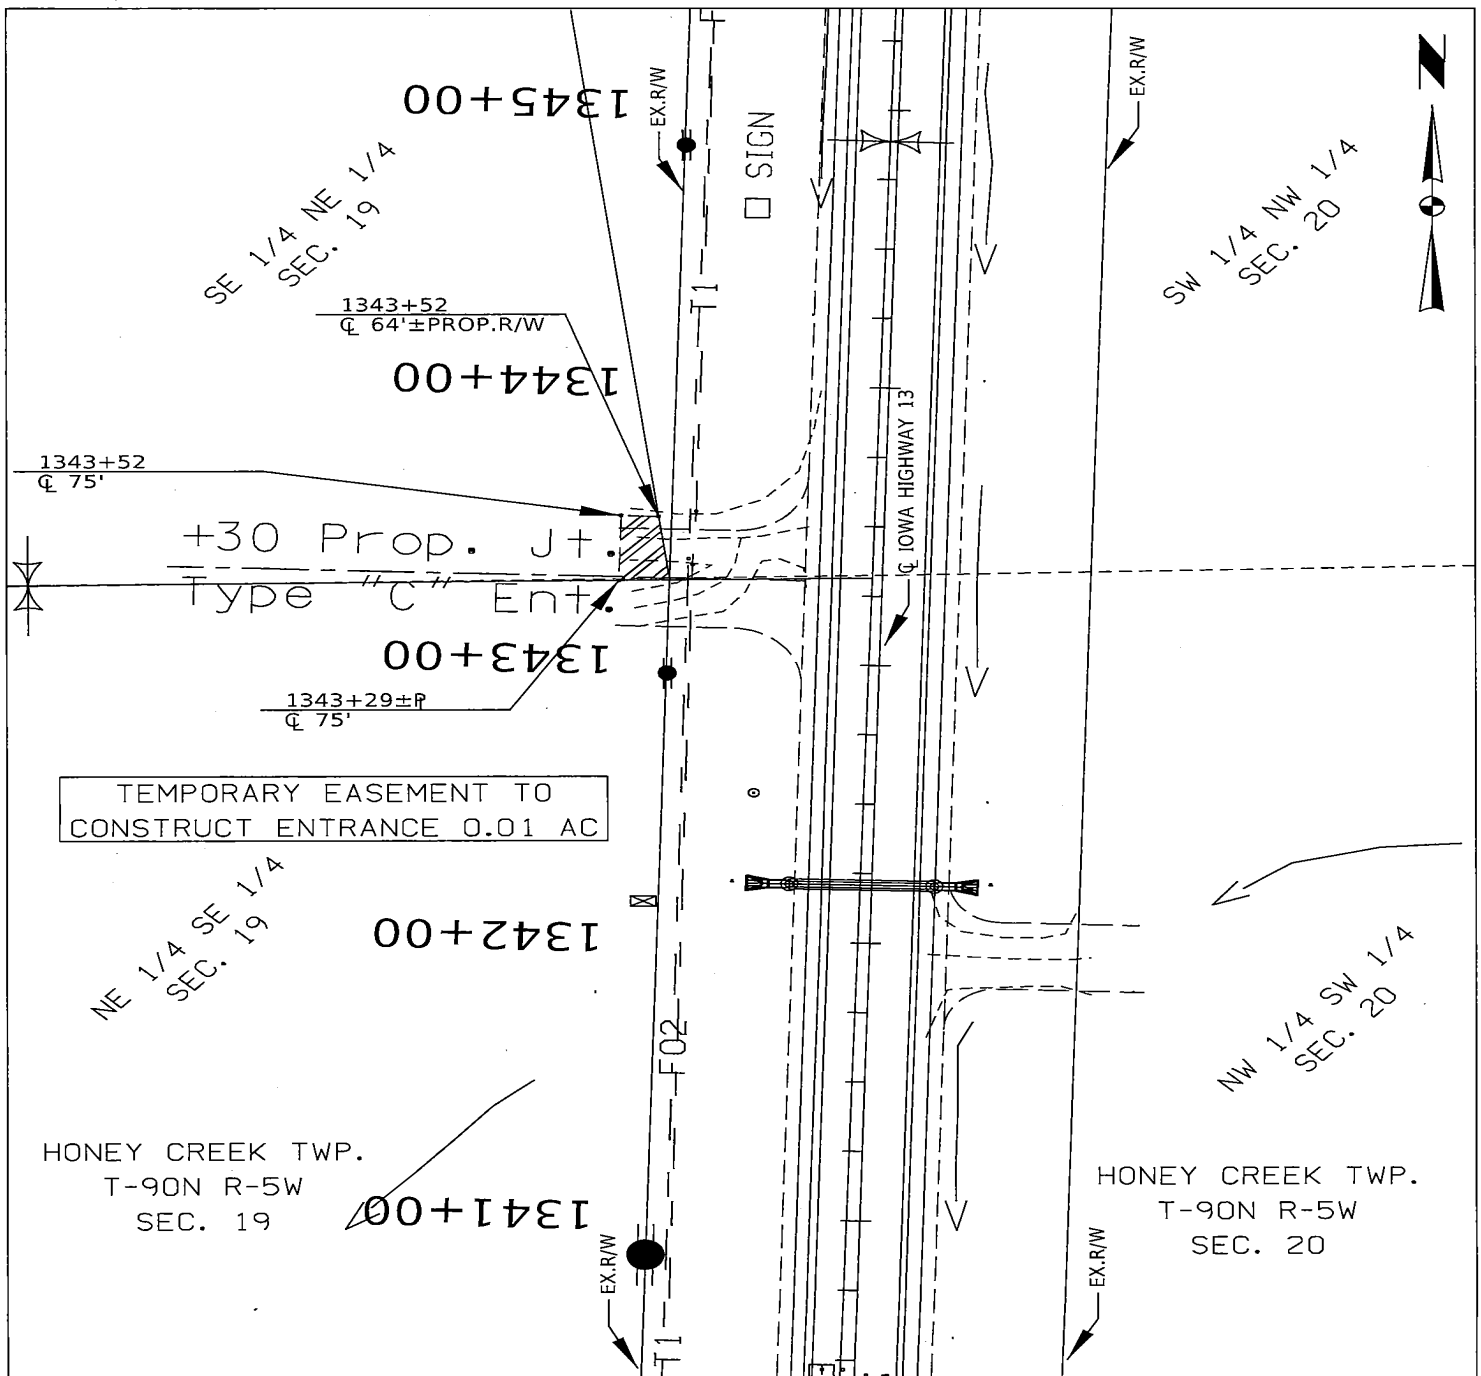 1345+00
EX.R/W
EX.R/W
N
SIGN
SE 1/4 NE 1/4
SEC. 19
SW 1/4 NW 1/4
SEC. 20
T1
1343+52
℄ 64'±PROP.R/W
1344+00
℄ IOWA HIGHWAY 13
1343+52
℄ 75'
+30 Prop. Jt.
Type "C" Ent.
1343+00
1343+29±
℄ 75'
TEMPORARY EASEMENT TO
CONSTRUCT ENTRANCE 0.01 AC
NE 1/4 SE 1/4
SEC. 19
1342+00
NW 1/4 SW 1/4
SEC. 20
FO2
HONEY CREEK TWP.
T-90N R-5W
SEC. 19
HONEY CREEK TWP.
T-90N R-5W
SEC. 20
1341+00
EX.R/W
EX.R/W
T1